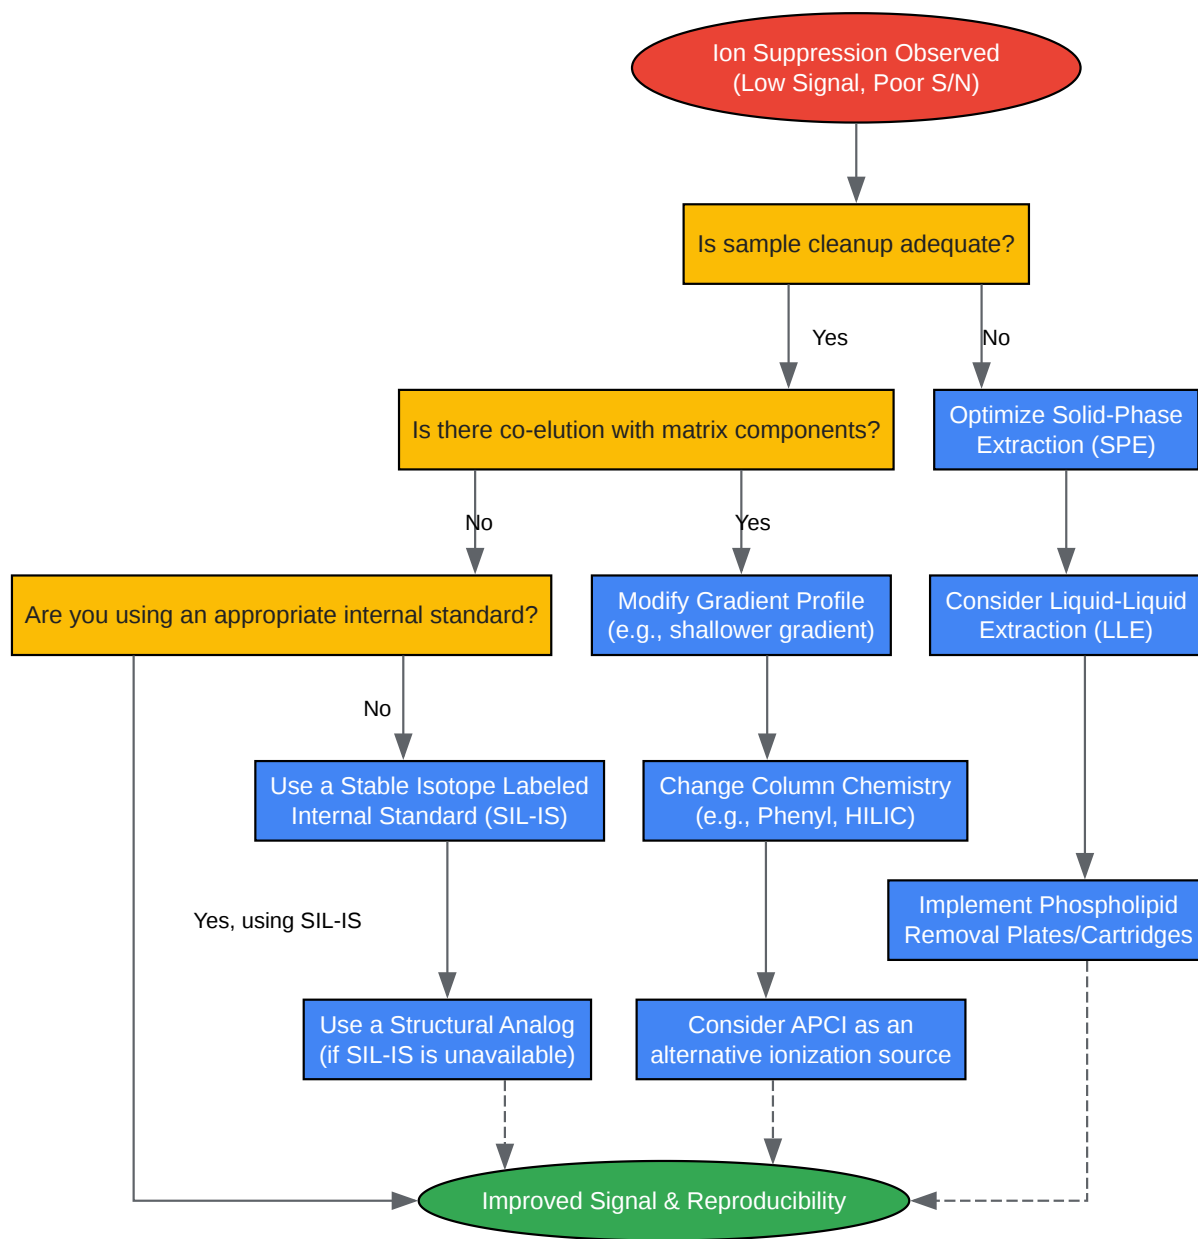 Ion Suppression Observed
(Low Signal, Poor S/N)
Is sample cleanup adequate?
Yes
No
Is there co-elution with matrix components?
Optimize Solid-Phase
Extraction (SPE)
No
Yes
Are you using an appropriate internal standard?
Modify Gradient Profile
(e.g., shallower gradient)
Consider Liquid-Liquid
Extraction (LLE)
No
Use a Stable Isotope Labeled
Internal Standard (SIL-IS)
Change Column Chemistry
(e.g., Phenyl, HILIC)
Yes, using SIL-IS
Implement Phospholipid
Removal Plates/Cartridges
Use a Structural Analog
(if SIL-IS is unavailable)
Consider APCI as an
alternative ionization source
Improved Signal & Reproducibility